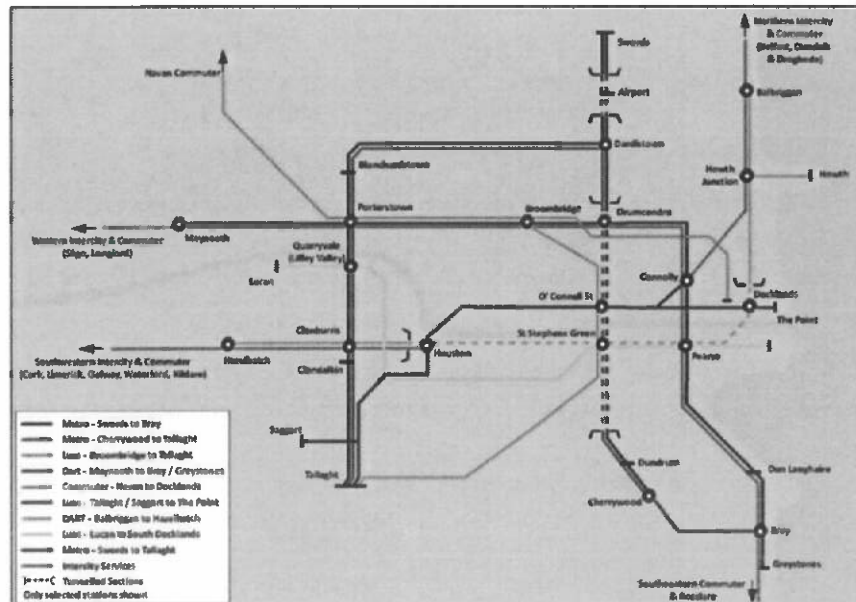 Northern Intercity
& Commuter
(Belfast, Dundalk
& Drogheda)
Swords
Navan Commuter
Airport
Balbriggan
Dardistown
Blanchardstown
Howth
Junction
Howth
Porterstown
Broombridge
Drumcondra
Maynooth
Western Intercity & Commuter
(Sligo, Longford)
Quarryvale
(Liffey Valley)
Lucan
Connolly
O' Connell St
Docklands
The Point
St Stephens Green
Heuston
Pearse
Hazelhatch
Southwestern Intercity & Commuter
(Cork, Limerick, Galway, Waterford, Kildare)
Clondalkin
Saggart
Tallaght
Dundrum
Cherrywood
Dun Laoghaire
Bray
Greystones
Southeastern Commuter
& Rosslare
Metro - Swords to Bray
Metro - Cherrywood to Tallaght
Luas - Broombridge to Tallaght
Dart - Maynooth to Bray / Greystones
Commuter - Navan to Docklands
Luas - Tallaght / Saggart to The Point
DART - Balbriggan to Hazelhatch
Luas - Lucan to South Docklands
Metro - Swords to Tallaght
Intercity Services
Tunnelled Sections
Only selected stations shown